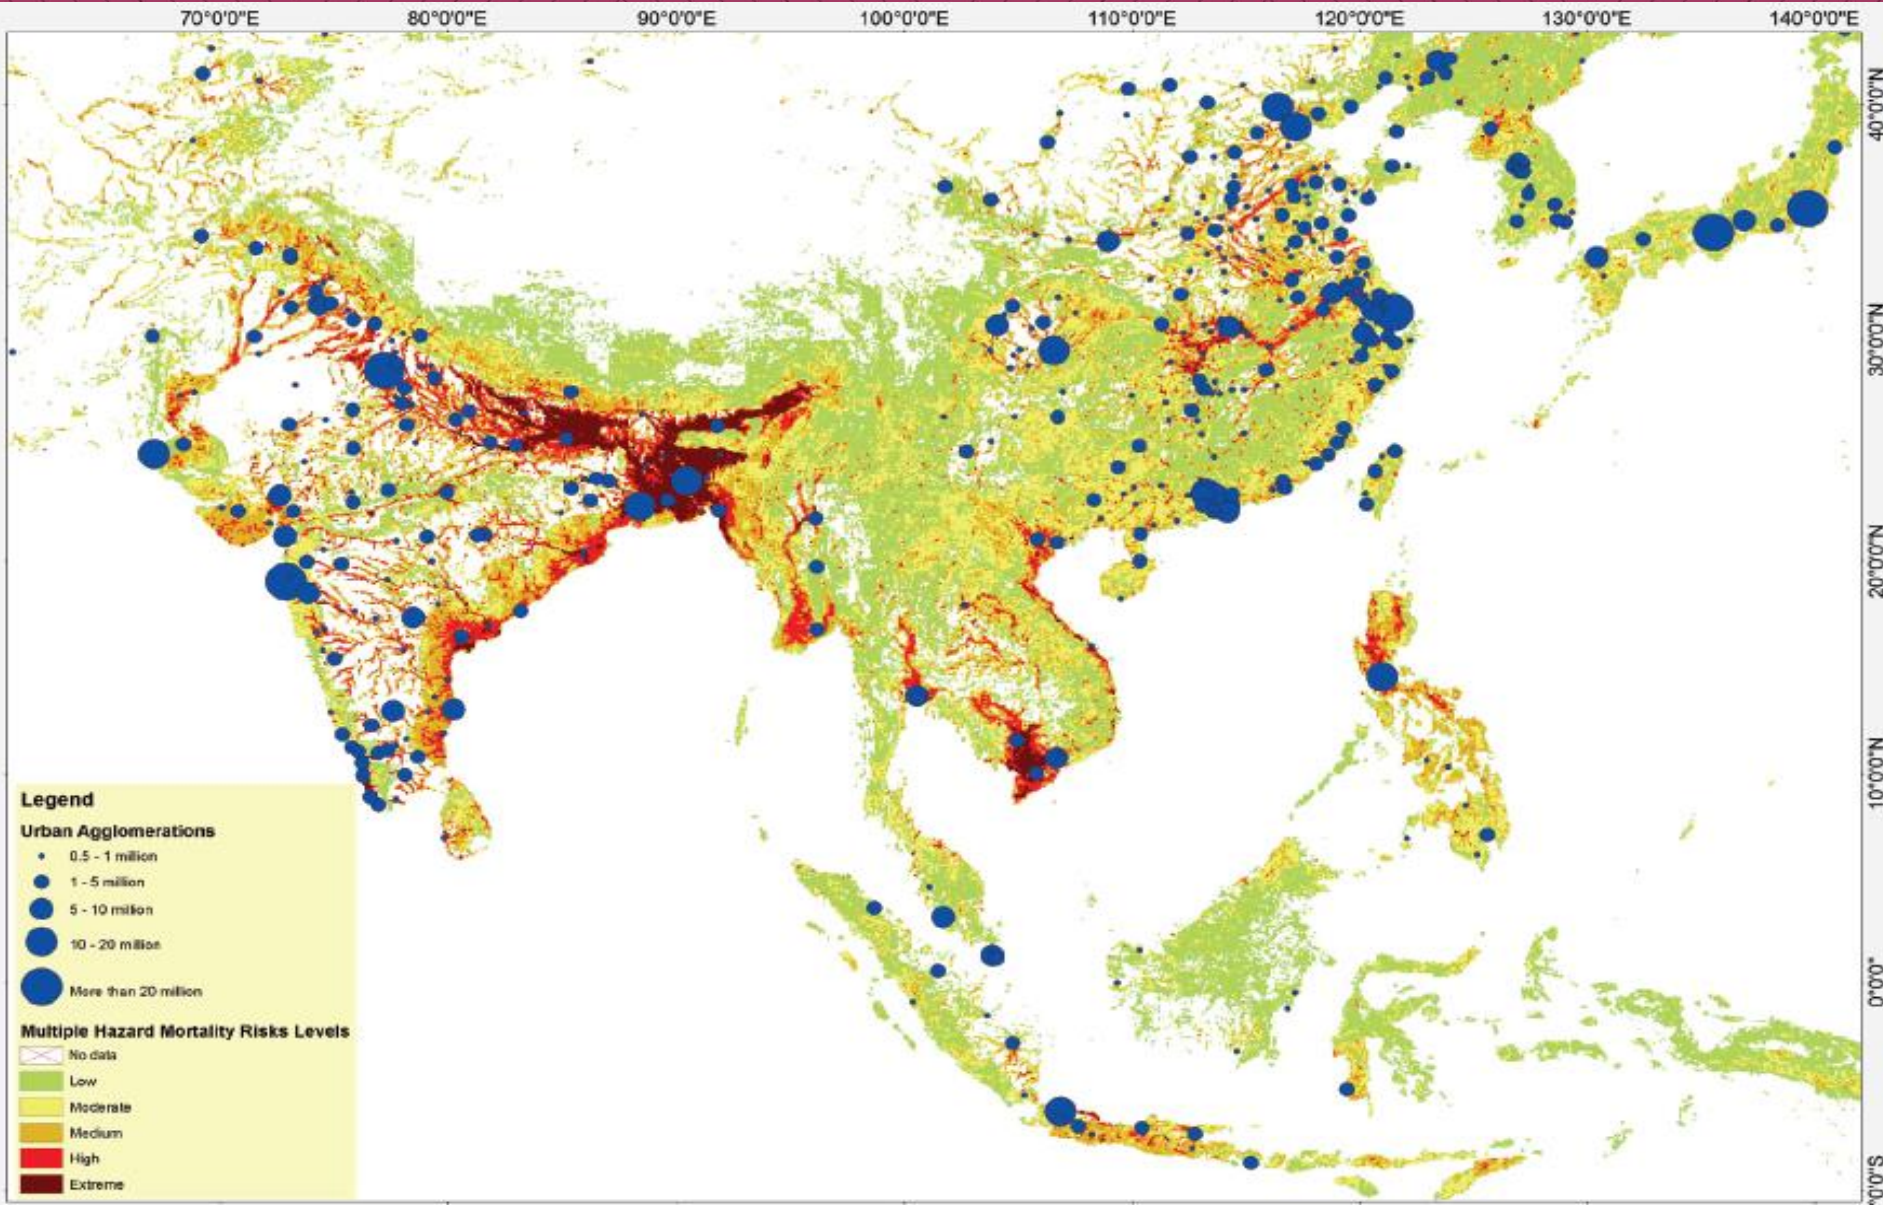 70°0'0"E 80°0'0"E 90°0'0"E 100°0'0"E 110°0'0"E 120°0'0"E 130°0'0"E 140°0'0"E
40°0'0"N
30°0'0"N
20°0'0"N
10°0'0"N
0°0'0"
0°0'S
Legend
Urban Agglomerations
0.5 - 1 million
1 - 5 million
5 - 10 million
10 - 20 million
More than 20 million
Multiple Hazard Mortality Risks Levels
No data
Low
Moderate
Medium
High
Extreme